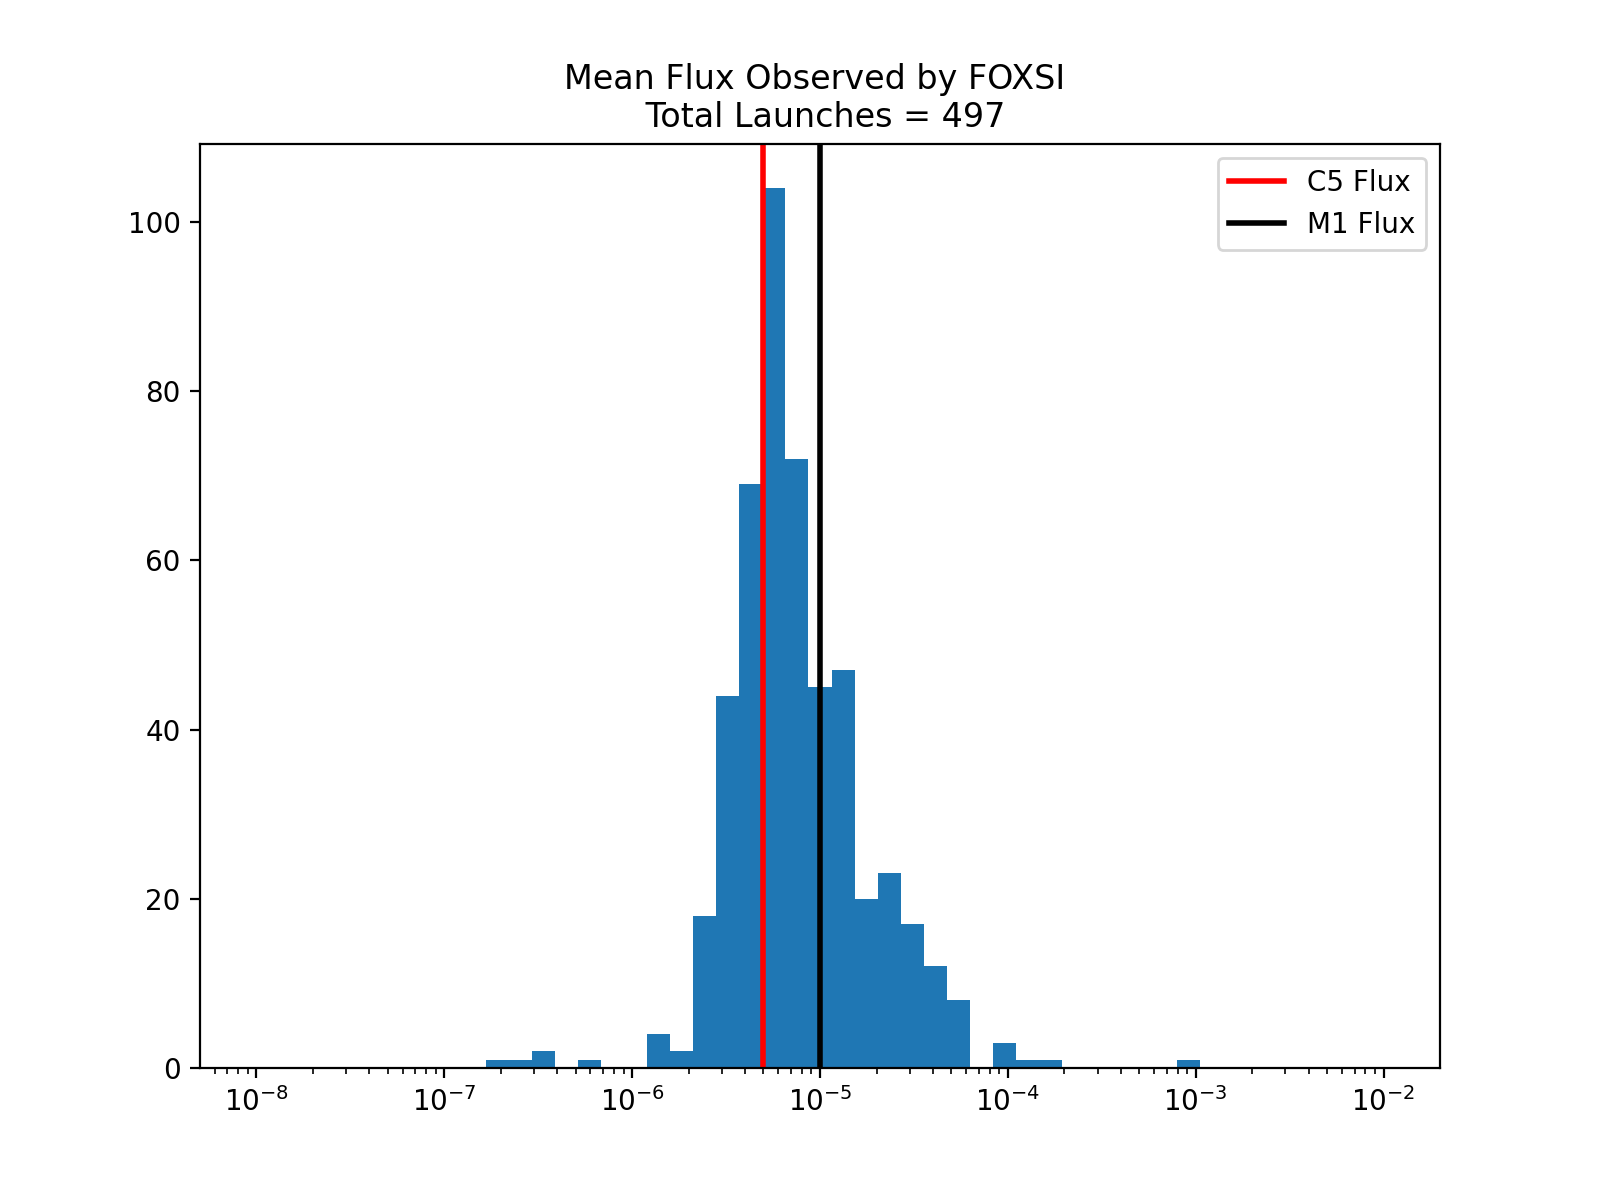 Mean Flux Observed by FOXSI
Total Launches = 497
C5 Flux
M1 Flux
100
80
60
40
20
0
10⁻⁸ 10⁻⁷ 10⁻⁶ 10⁻⁵ 10⁻⁴ 10⁻³ 10⁻²